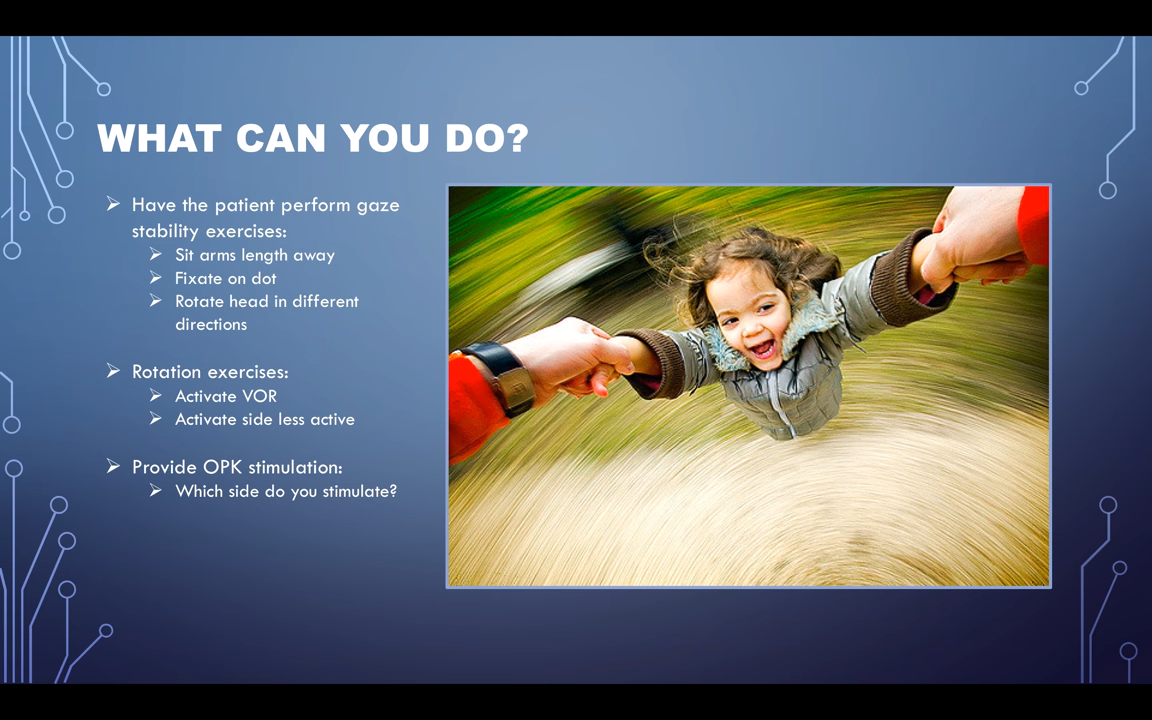 WHAT CAN YOU DO?
Have the patient perform gaze
stability exercises:
Sit arms length away
Fixate on dot
Rotate head in different
directions
Rotation exercises:
Activate VOR
Activate side less active
Provide OPK stimulation:
Which side do you stimulate?